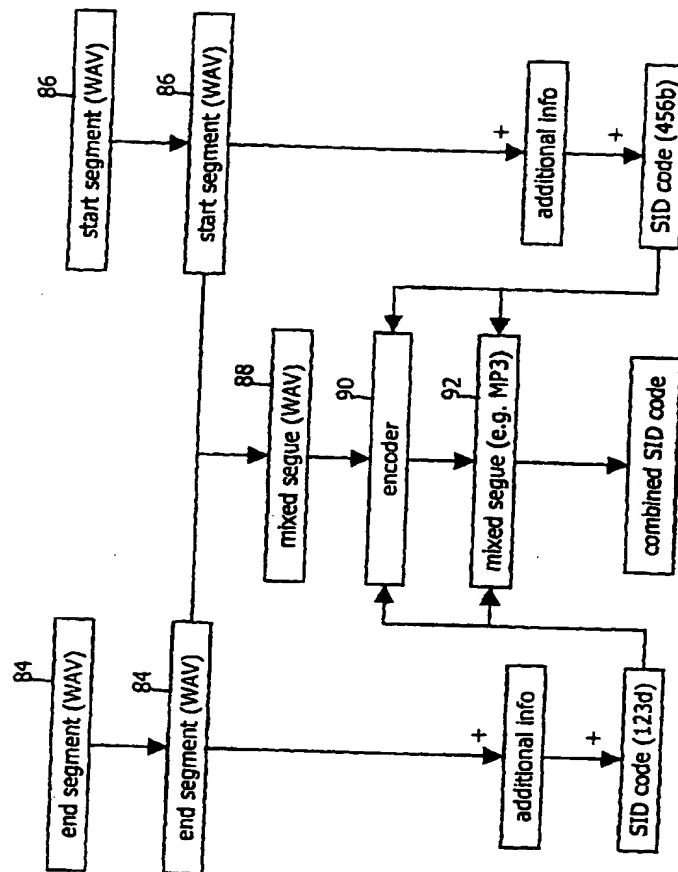 84
end segment (WAV)
86
start segment (WAV)
84
end segment (WAV)
86
start segment (WAV)
88
mixed segue (WAV)
90
encoder
92
mixed segue (e.g. MP3)
+
additional info
+
additional info
+
SID code (123d)
+
SID code (456b)
combined SID code